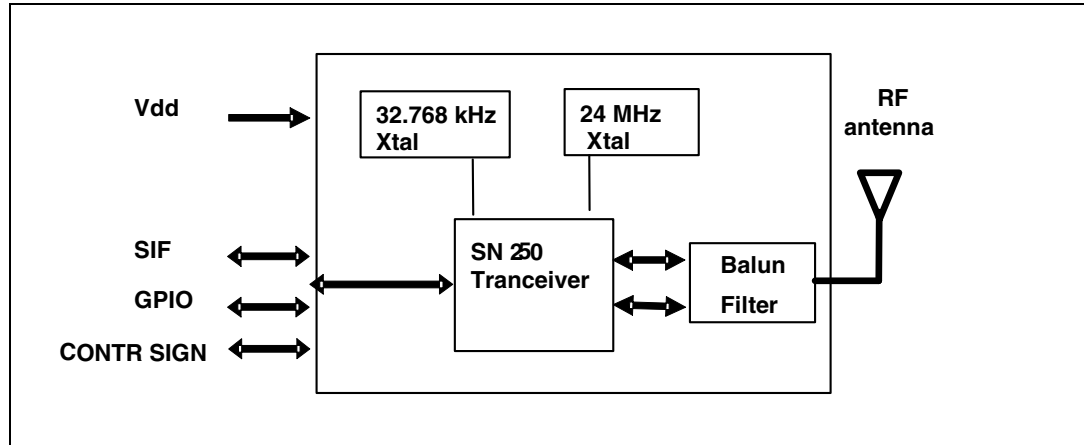 Vdd
32.768 kHz
Xtal
24 MHz
Xtal
RF
antenna
SIF
GPIO
CONTR SIGN
SN 250
Tranceiver
Balun
Filter